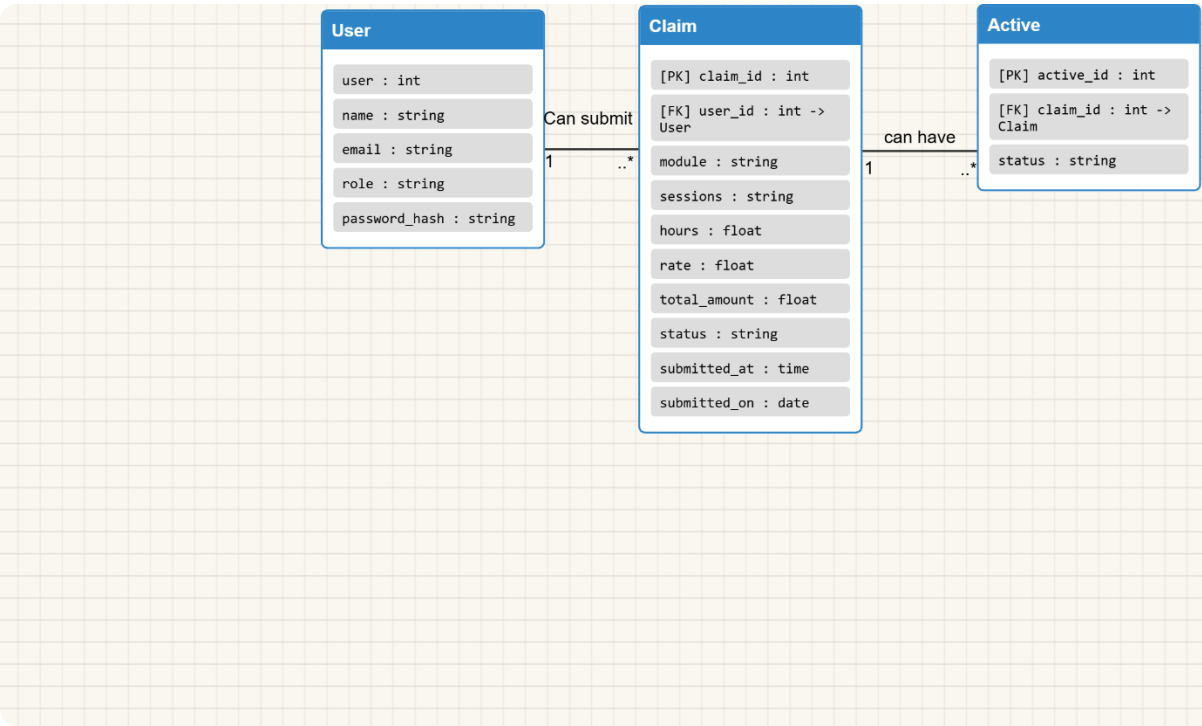 User
user : int
name : string
email : string
role : string
password_hash : string
Can submit
1
..*
Claim
[PK] claim_id : int
[FK] user_id : int ->
User
module : string
sessions : string
hours : float
rate : float
total_amount : float
status : string
submitted_at : time
submitted_on : date
can have
1
..*
Active
[PK] active_id : int
[FK] claim_id : int ->
Claim
status : string